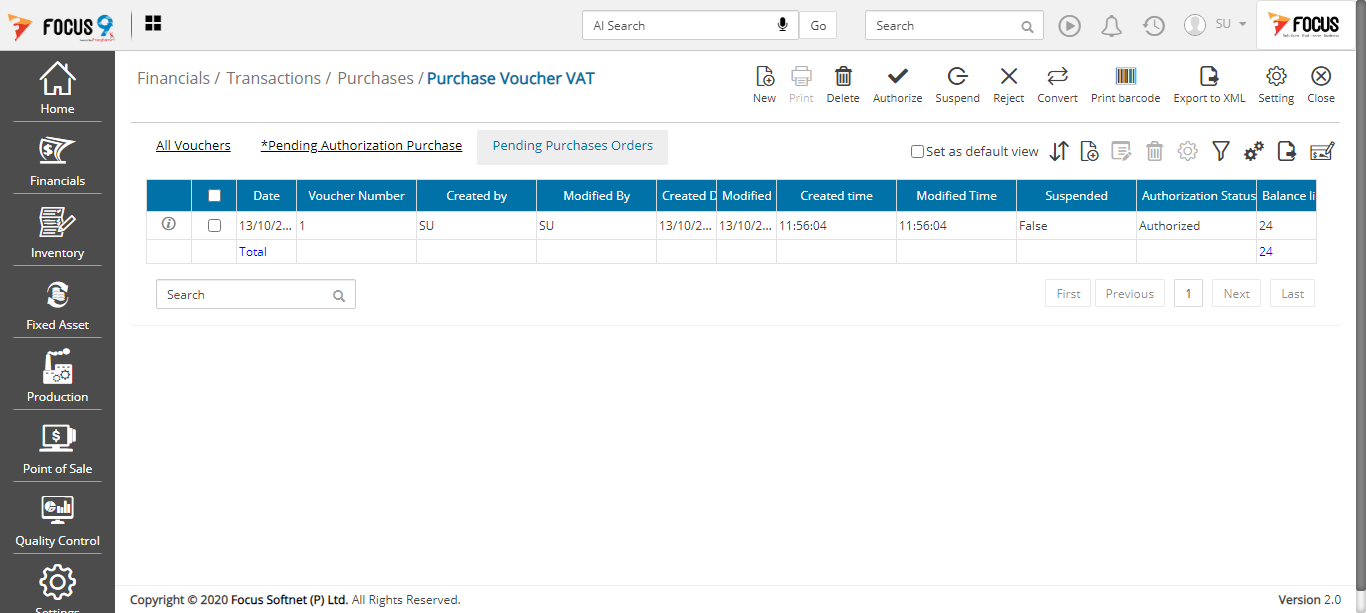 FOCUS 9
AI Search
Go
Search
SU
FOCUS
Home
Financials
Inventory
Fixed Asset
Production
Point of Sale
Quality Control
Settings
Financials / Transactions / Purchases / Purchase Voucher VAT
New Print Delete Authorize Suspend Reject Convert Print barcode Export to XML Setting Close
All Vouchers *Pending Authorization Purchase Pending Purchases Orders
Set as default view
Date Voucher Number Created by Modified By Created D Modified Created time Modified Time Suspended Authorization Status Balance li
13/10/2... 1 SU SU 13/10/2... 13/10/2... 11:56:04 11:56:04 False Authorized 24
Total 24
Search
First Previous 1 Next Last
Copyright © 2020 Focus Softnet (P) Ltd. All Rights Reserved.
Version 2.0